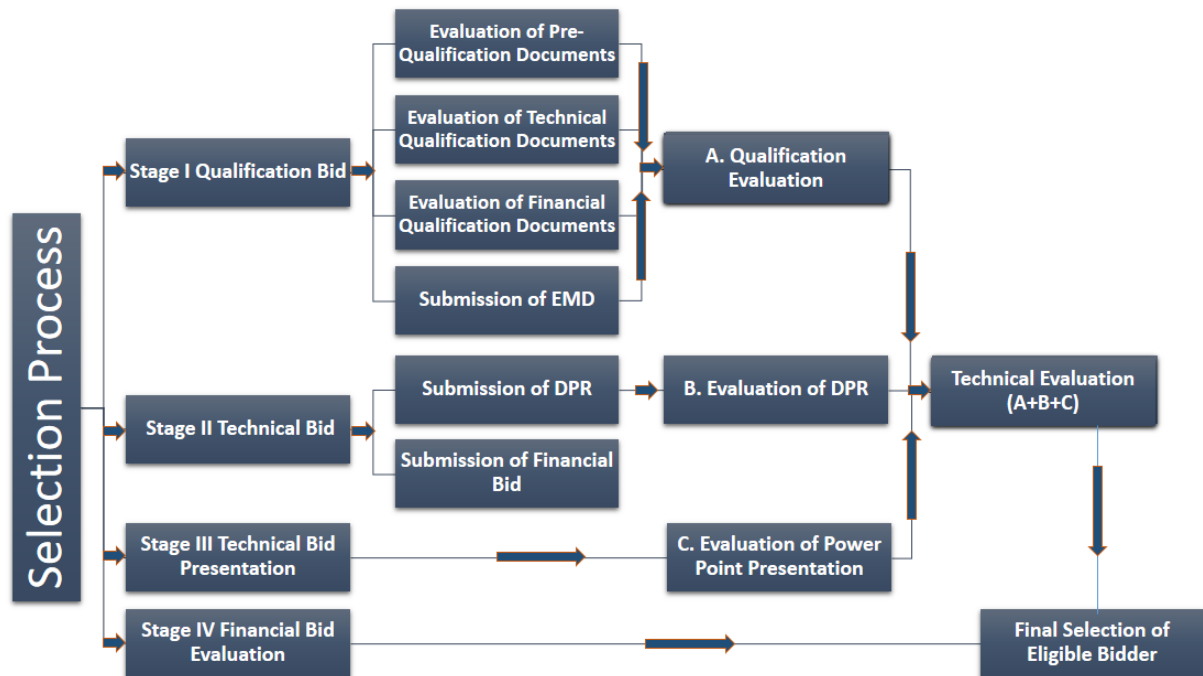 Selection Process
Stage I Qualification Bid
Evaluation of Pre-
Qualification Documents
Evaluation of Technical
Qualification Documents
Evaluation of Financial
Qualification Documents
Submission of EMD
A. Qualification
Evaluation
Stage II Technical Bid
Submission of DPR
Submission of Financial
Bid
B. Evaluation of DPR
Technical Evaluation
(A+B+C)
Stage III Technical Bid
Presentation
C. Evaluation of Power
Point Presentation
Stage IV Financial Bid
Evaluation
Final Selection of
Eligible Bidder